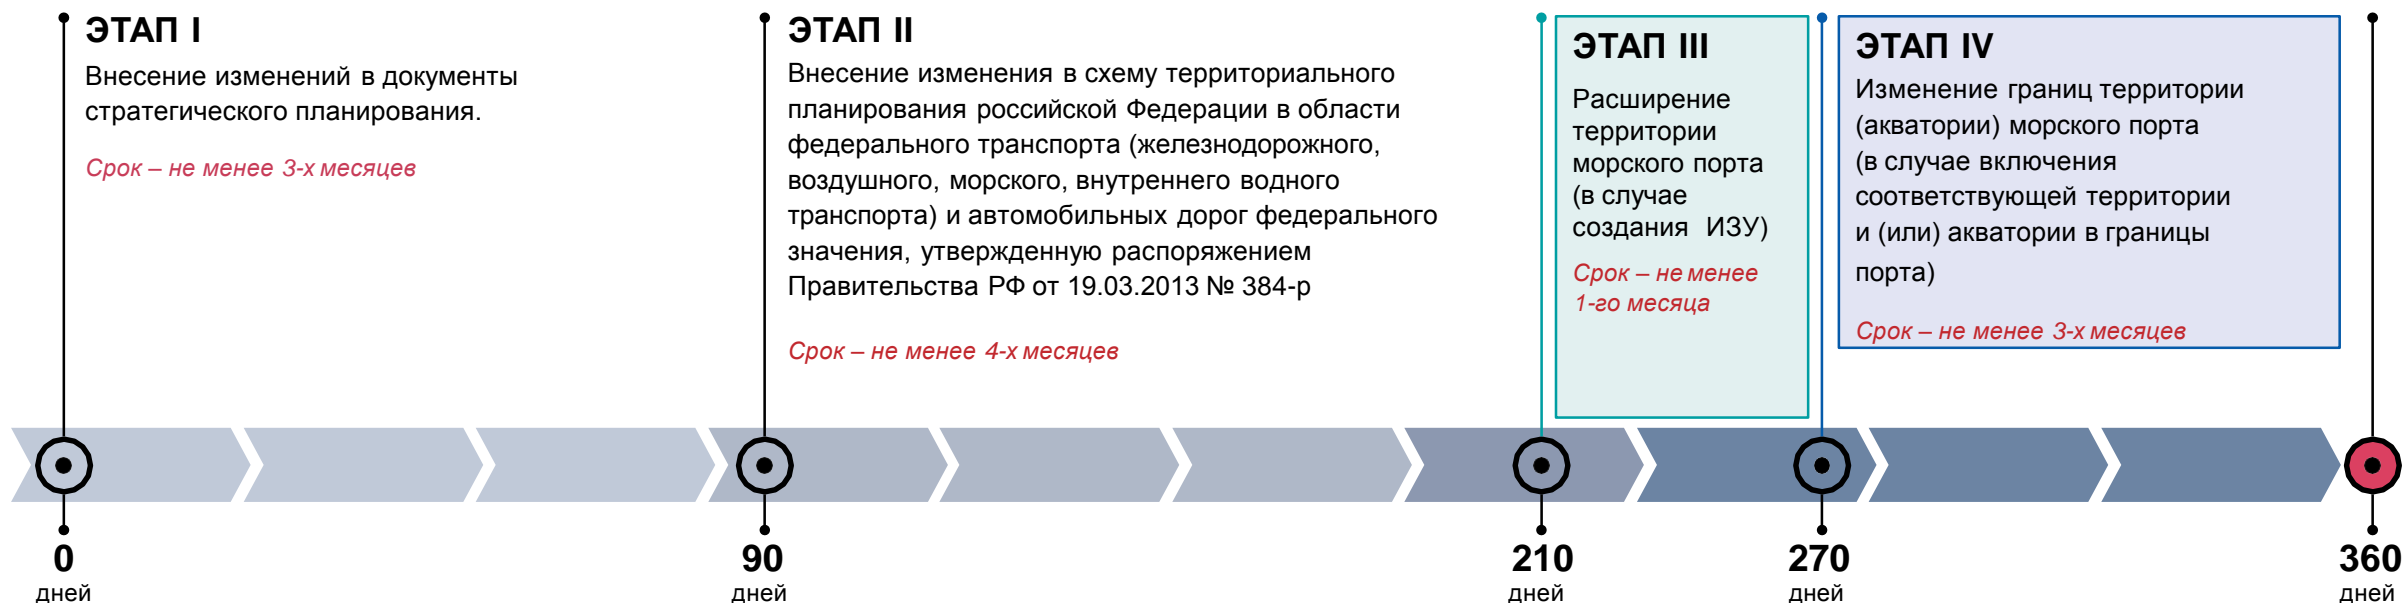 ЭТАП I
Внесение изменений в документы
стратегического планирования.
Срок – не менее 3-х месяцев
ЭТАП II
Внесение изменения в схему территориального
планирования российской Федерации в области
федерального транспорта (железнодорожного,
воздушного, морского, внутреннего водного
транспорта) и автомобильных дорог федерального
значения, утвержденную распоряжением
Правительства РФ от 19.03.2013 № 384-р
Срок – не менее 4-х месяцев
ЭТАП III
Расширение
территории
морского порта
(в случае
создания ИЗУ)
Срок – не менее
1-го месяца
ЭТАП IV
Изменение границ территории
(акватории) морского порта
(в случае включения
соответствующей территории
и (или) акватории в границы
порта)
Срок – не менее 3-х месяцев
0
дней
90
дней
210
дней
270
дней
360
дней